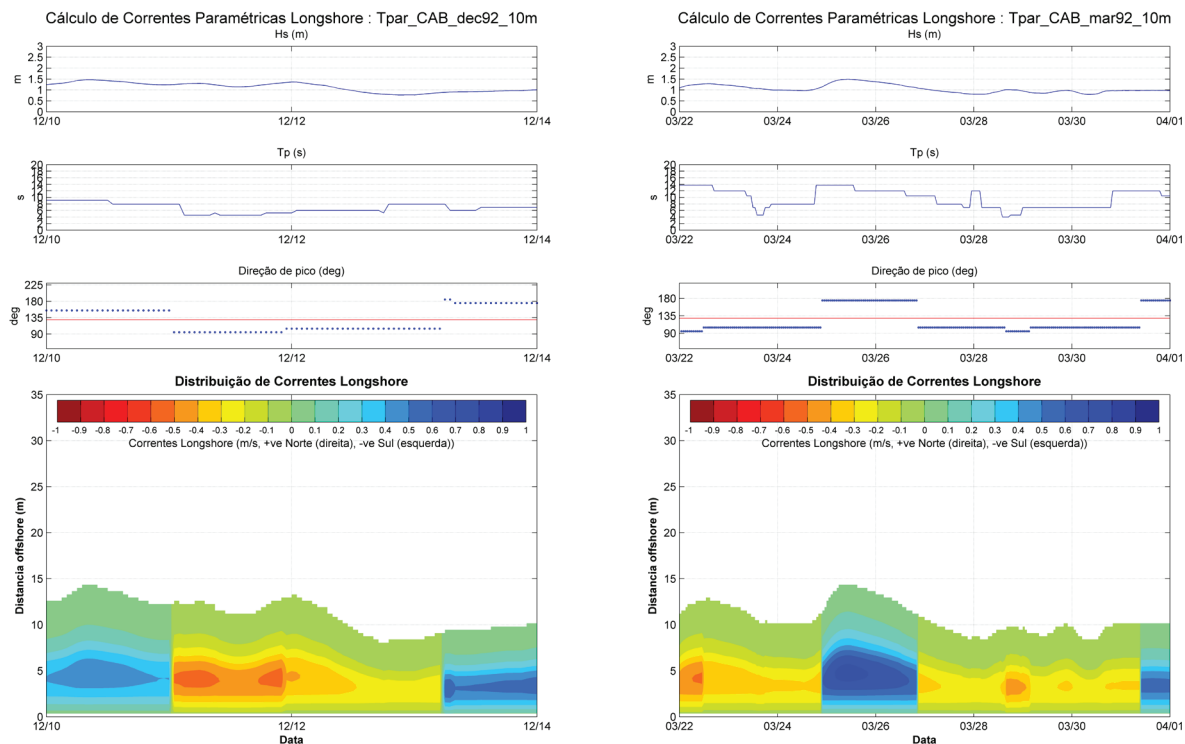 Cálculo de Correntes Paramétricas Longshore : Tpar_CAB_dec92_10m
Hs (m)
3
2.5
2
1.5
1
0.5
0
m
12/10 12/12 12/14
Tp (s)
20
18
16
14
12
10
8
6
4
2
0
s
12/10 12/12 12/14
Direção de pico (deg)
225
180
135
90
deg
12/10 12/12 12/14
Distribuição de Correntes Longshore
35
30
25
20
15
10
5
0
Distancia offshore (m)
-1 -0.9 -0.8 -0.7 -0.6 -0.5 -0.4 -0.3 -0.2 -0.1 0 0.1 0.2 0.3 0.4 0.5 0.6 0.7 0.8 0.9 1
Correntes Longshore (m/s, +ve Norte (direita), -ve Sul (esquerda))
12/10 12/12 12/14
Data
Cálculo de Correntes Paramétricas Longshore : Tpar_CAB_mar92_10m
Hs (m)
3
2.5
2
1.5
1
0.5
0
m
03/22 03/24 03/26 03/28 03/30 04/01
Tp (s)
20
18
16
14
12
10
8
6
4
2
0
s
03/22 03/24 03/26 03/28 03/30 04/01
Direção de pico (deg)
180
135
90
deg
03/22 03/24 03/26 03/28 03/30 04/01
Distribuição de Correntes Longshore
35
30
25
20
15
10
5
0
Distancia offshore (m)
-1 -0.9 -0.8 -0.7 -0.6 -0.5 -0.4 -0.3 -0.2 -0.1 0 0.1 0.2 0.3 0.4 0.5 0.6 0.7 0.8 0.9 1
Correntes Longshore (m/s, +ve Norte (direita), -ve Sul (esquerda))
03/22 03/24 03/26 03/28 03/30 04/01
Data